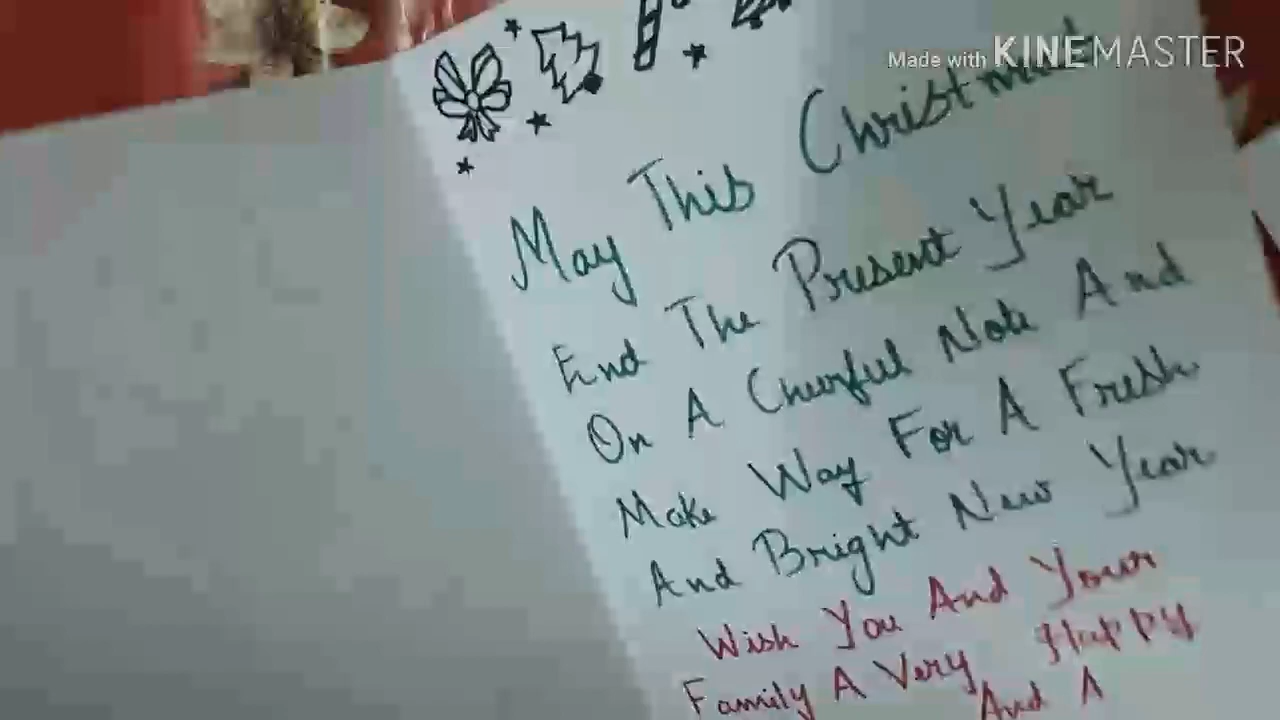 Made with KINEMASTER
May This Christmas
End The Present Year
On A Cheerful Note And
Make Way For A Fresh
And Bright New Year
Wish You And Your
Family A Very Happy
And A